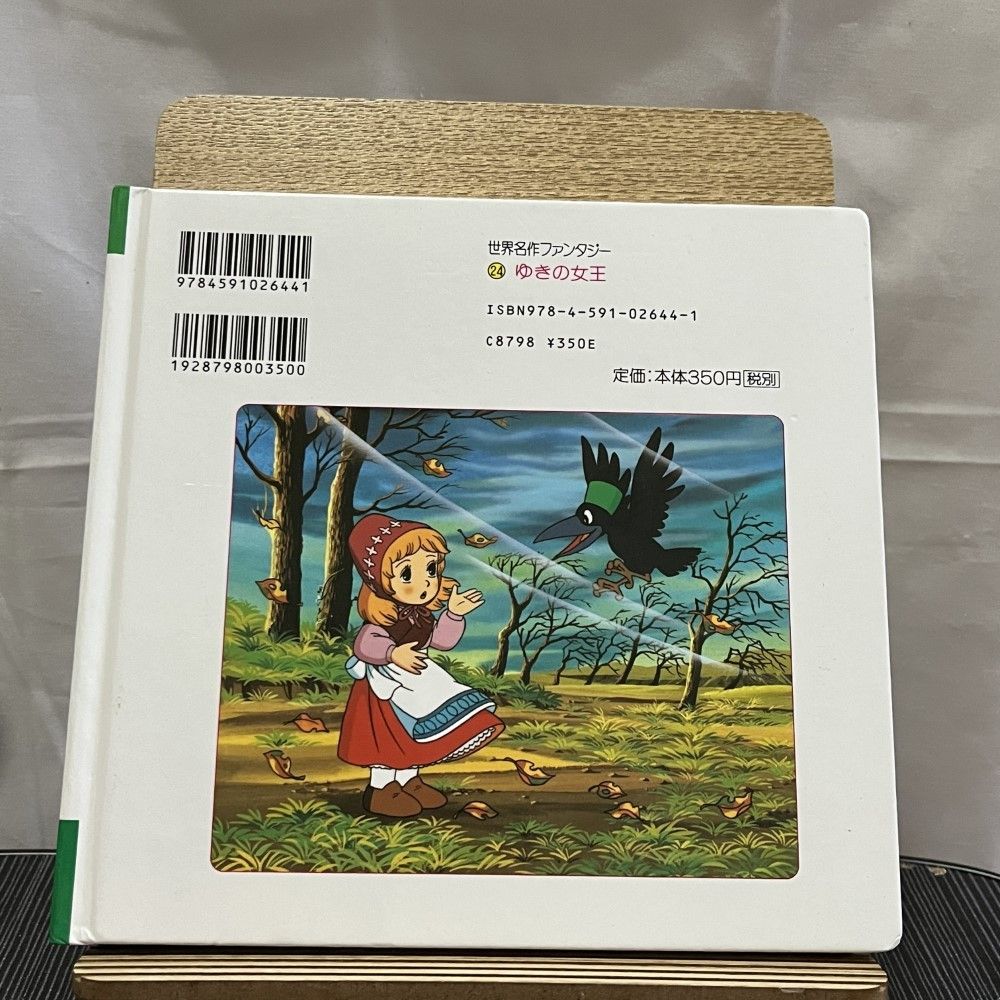 9784591026441
1928798003500
世界名作ファンタジー
24 ゆきの女王
ISBN978-4-591-02644-1
C8798 ¥350E
定価:本体350円税別